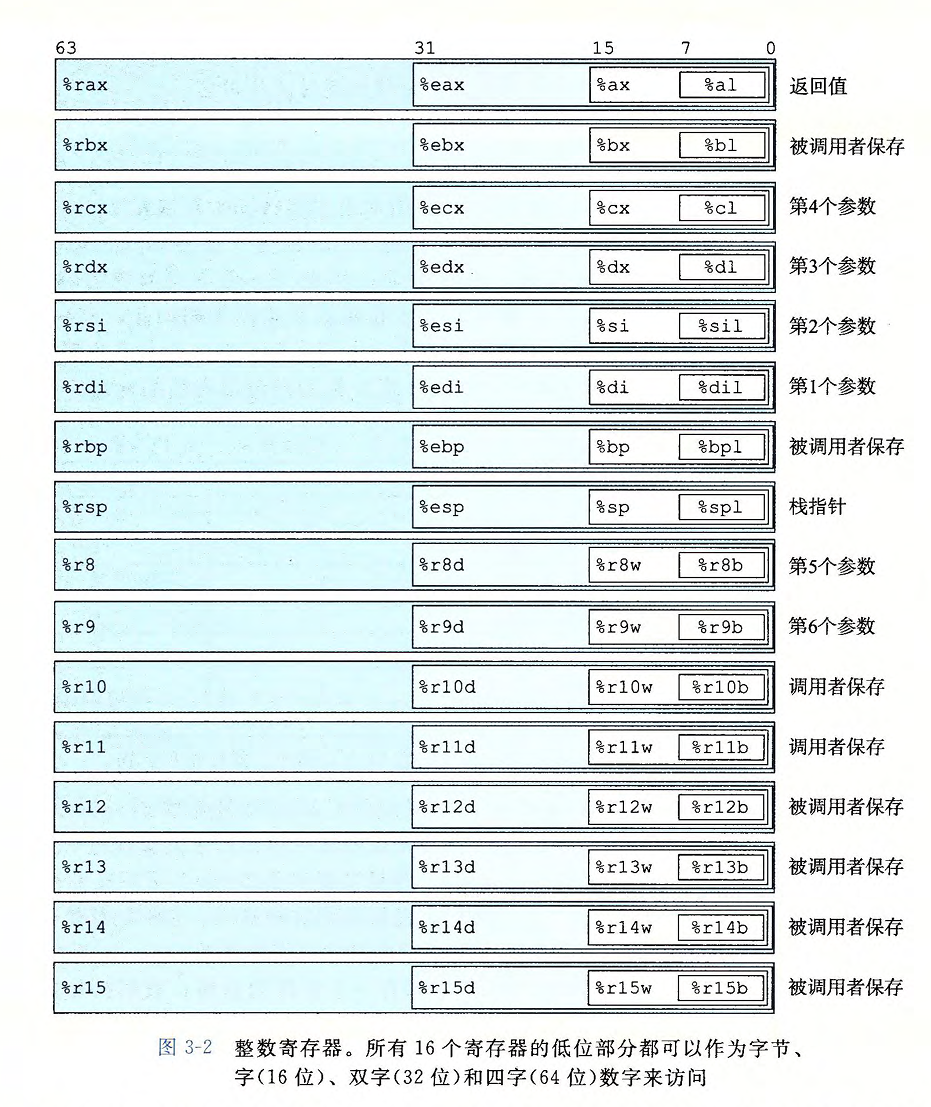 63 31 15 7 0
%rax %eax %ax %al 返回值
%rbx %ebx %bx %bl 被调用者保存
%rcx %ecx %cx %cl 第4个参数
%rdx %edx %dx %dl 第3个参数
%rsi %esi %si %sil 第2个参数
%rdi %edi %di %dil 第1个参数
%rbp %ebp %bp %bpl 被调用者保存
%rsp %esp %sp %spl 栈指针
%r8 %r8d %r8w %r8b 第5个参数
%r9 %r9d %r9w %r9b 第6个参数
%r10 %r10d %r10w %r10b 调用者保存
%r11 %r11d %r11w %r11b 调用者保存
%r12 %r12d %r12w %r12b 被调用者保存
%r13 %r13d %r13w %r13b 被调用者保存
%r14 %r14d %r14w %r14b 被调用者保存
%r15 %r15d %r15w %r15b 被调用者保存
图 3-2 整数寄存器。所有 16 个寄存器的低位部分都可以作为字节、
字(16 位)、双字(32 位)和四字(64 位)数字来访问